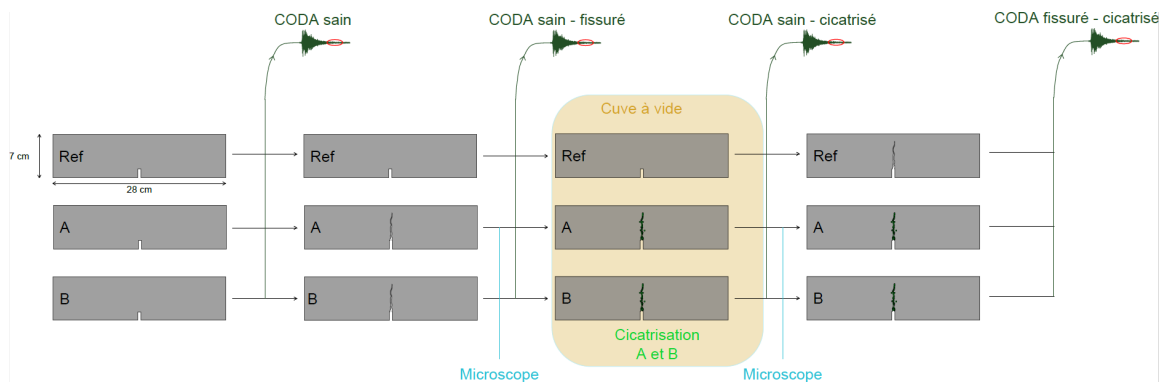 CODA sain
CODA sain - fissuré
CODA sain - cicatrisé
CODA fissuré - cicatrisé
Cuve à vide
7 cm
Ref
Ref
Ref
Ref
28 cm
A
A
A
A
B
B
B
B
Cicatrisation
A et B
Microscope
Microscope